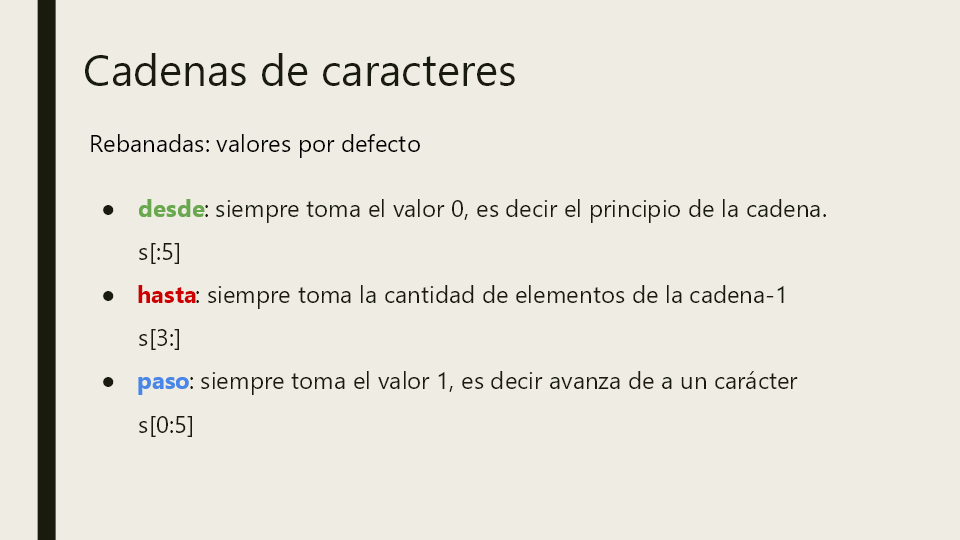 Cadenas de caracteres
Rebanadas: valores por defecto
● desde: siempre toma el valor 0, es decir el principio de la cadena.
s[:5]
● hasta: siempre toma la cantidad de elementos de la cadena-1
s[3:]
● paso: siempre toma el valor 1, es decir avanza de a un carácter
s[0:5]